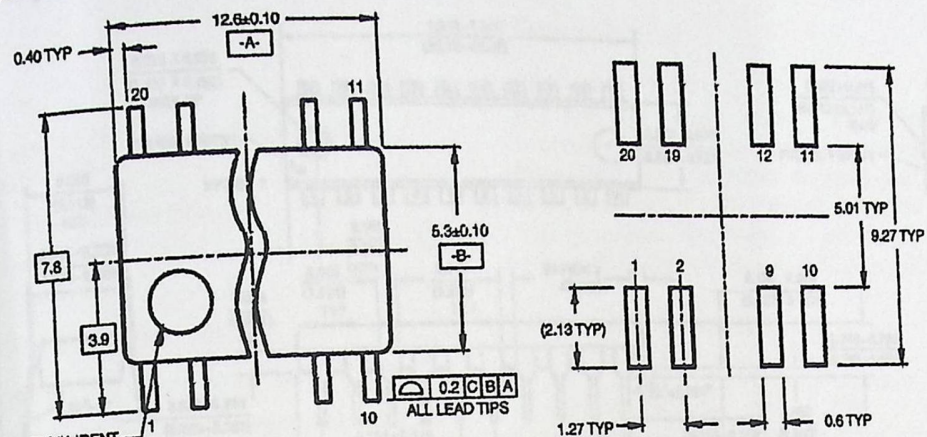 12.6±0.10
-A-
0.40 TYP
20
11
7.8
3.9
5.3±0.10
-B-
1
10
0.2 C B A
ALL LEAD TIPS
20 19 12 11
5.01 TYP
9.27 TYP
1 2 9 10
(2.13 TYP)
1.27 TYP
0.6 TYP